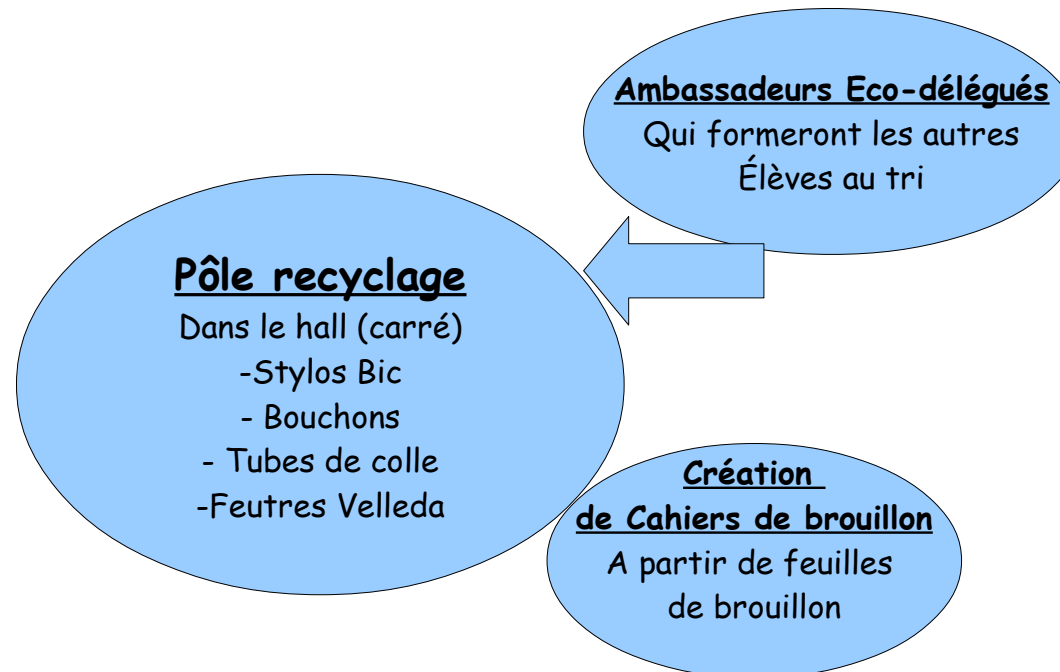 Ambassadeurs Eco-délégués
Qui formeront les autres
Élèves au tri
Pôle recyclage
Dans le hall (carré)
-Stylos Bic
- Bouchons
- Tubes de colle
-Feutres Velleda
Création
de Cahiers de brouillon
A partir de feuilles
de brouillon